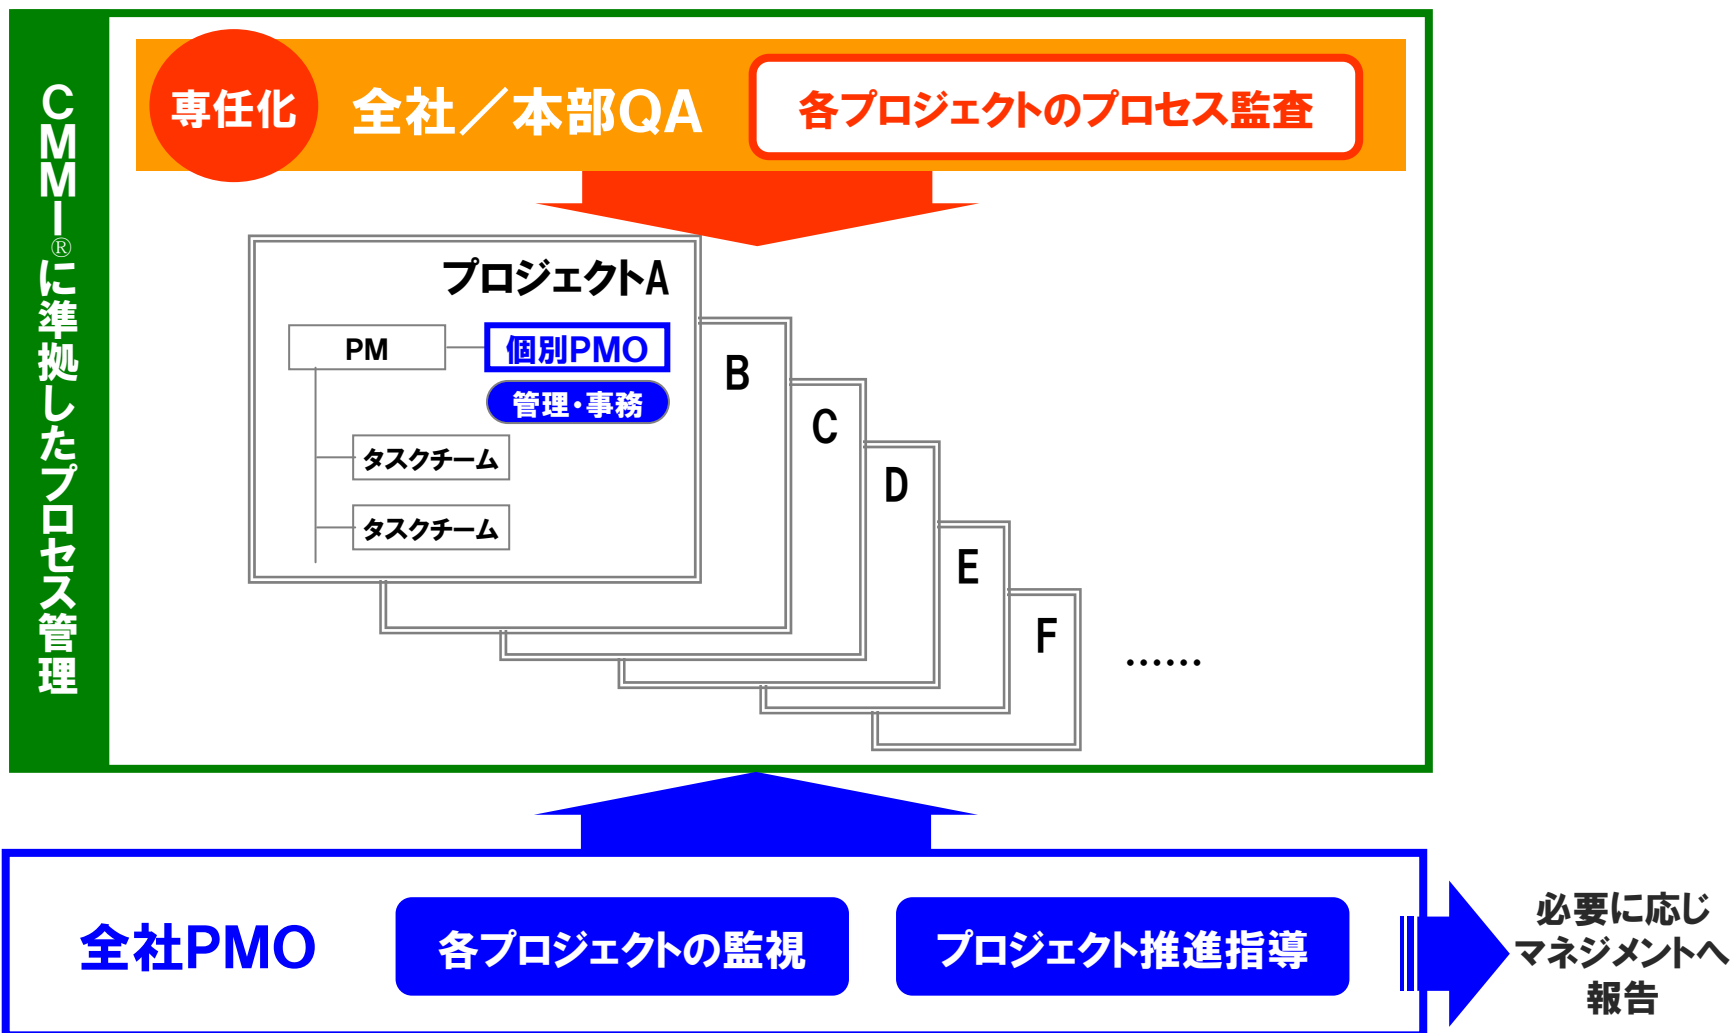 CMMI®に準拠したプロセス管理
専任化
全社／本部QA
各プロジェクトのプロセス監査
プロジェクトA
PM
個別PMO
管理・事務
タスクチーム
タスクチーム
B
C
D
E
F
……
全社PMO
各プロジェクトの監視
プロジェクト推進指導
必要に応じ
マネジメントへ
報告